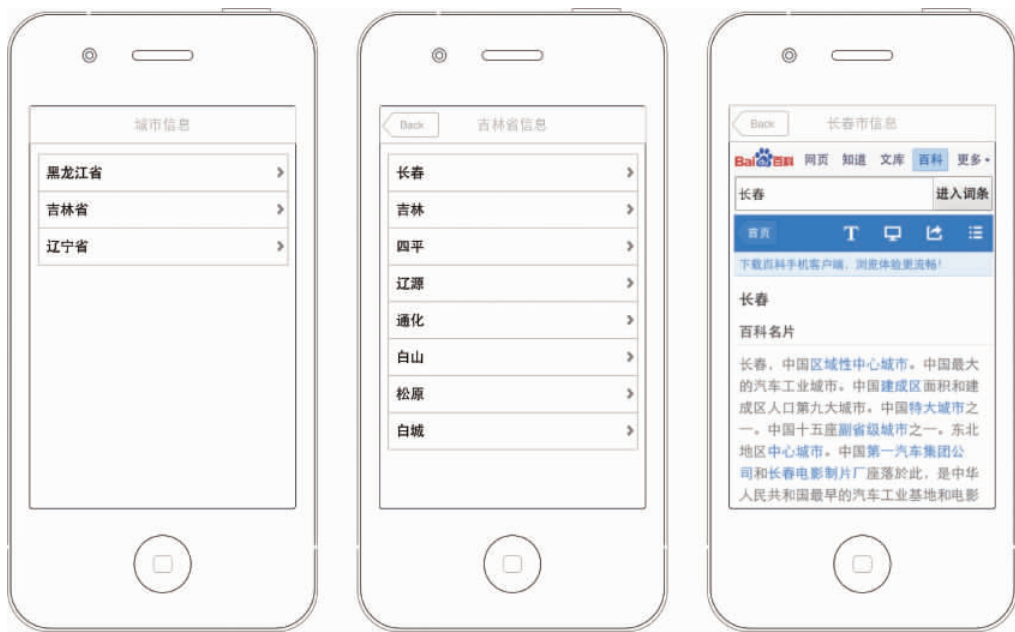 城市信息
黑龙江省
吉林省
辽宁省
Back 吉林省信息
长春
吉林
四平
辽源
通化
白山
松原
白城
Back 长春市信息
Bai百科 网页 知道 文库 百科 更多
长春 进入词条
首页 T
下载百科手机客户端，浏览体验更流畅！
长春
百科名片
长春，中国区域性中心城市。中国最大
的汽车工业城市。中国建成区面积和建
成区人口第九大城市。中国特大城市之
一。中国十五座副省级城市之一。东北
地区中心城市。中国第一汽车集团公
司和长春电影制片厂座落於此，是中华
人民共和国最早的汽车工业基地和电影